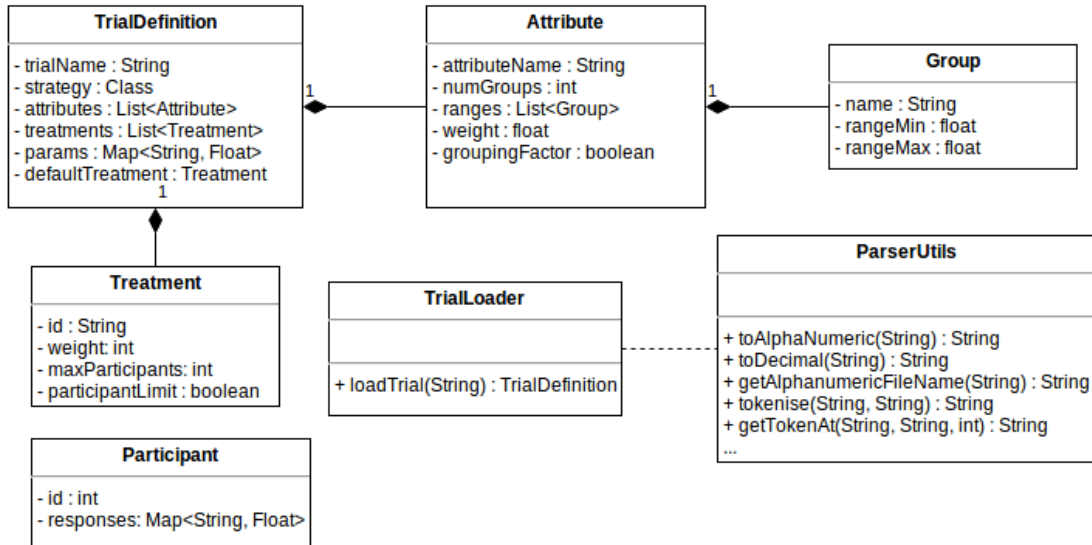 TrialDefinition
- trialName : String
- strategy : Class
- attributes : List<Attribute>
- treatments : List<Treatment>
- params : Map<String, Float>
- defaultTreatment : Treatment
1
1
Attribute
- attributeName : String
- numGroups : int
- ranges : List<Group>
- weight : float
- groupingFactor : boolean
1
Group
- name : String
- rangeMin : float
- rangeMax : float
Treatment
- id : String
- weight: int
- maxParticipants: int
- participantLimit : boolean
TrialLoader
+ loadTrial(String) : TrialDefinition
ParserUtils
+ toAlphaNumeric(String) : String
+ toDecimal(String) : String
+ getAlphanumericFileName(String) : String
+ tokenise(String, String) : String
+ getTokenAt(String, String, int) : String
...
Participant
- id : int
- responses: Map<String, Float>